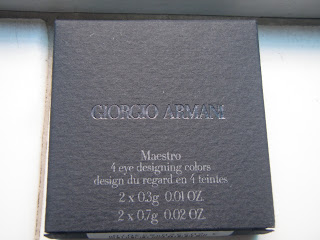 GIORGIO ARMANI
Maestro
4 eye designing colors
design du regard en 4 teintes
2 x 0.3g 0.01 OZ
2 x 0.7g 0.02 OZ